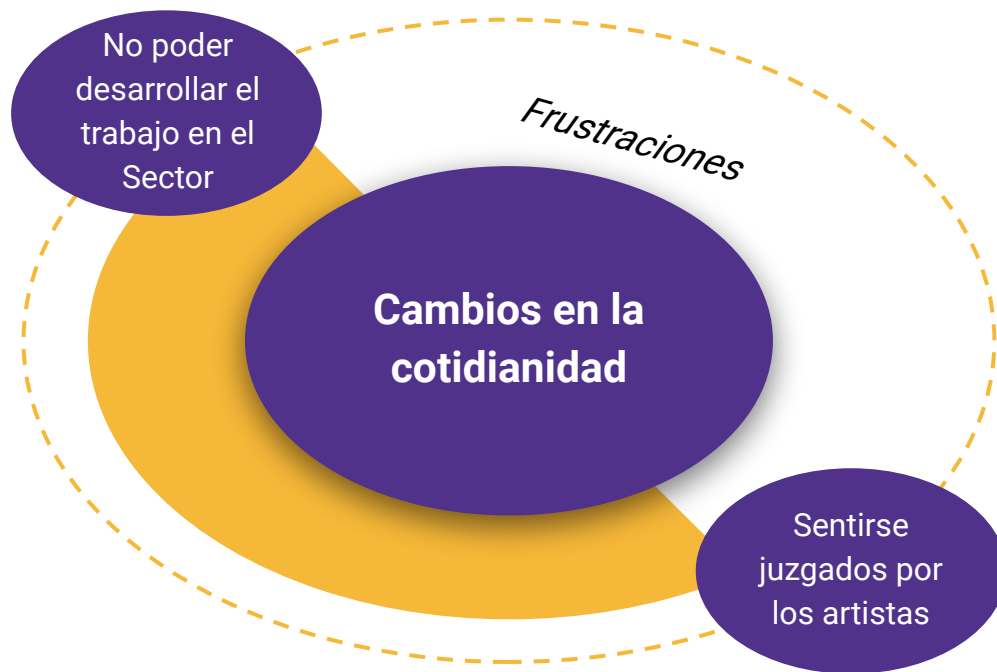 No poder
desarrollar el
trabajo en el
Sector
Frustraciones
Cambios en la
cotidianidad
Sentirse
juzgados por
los artistas